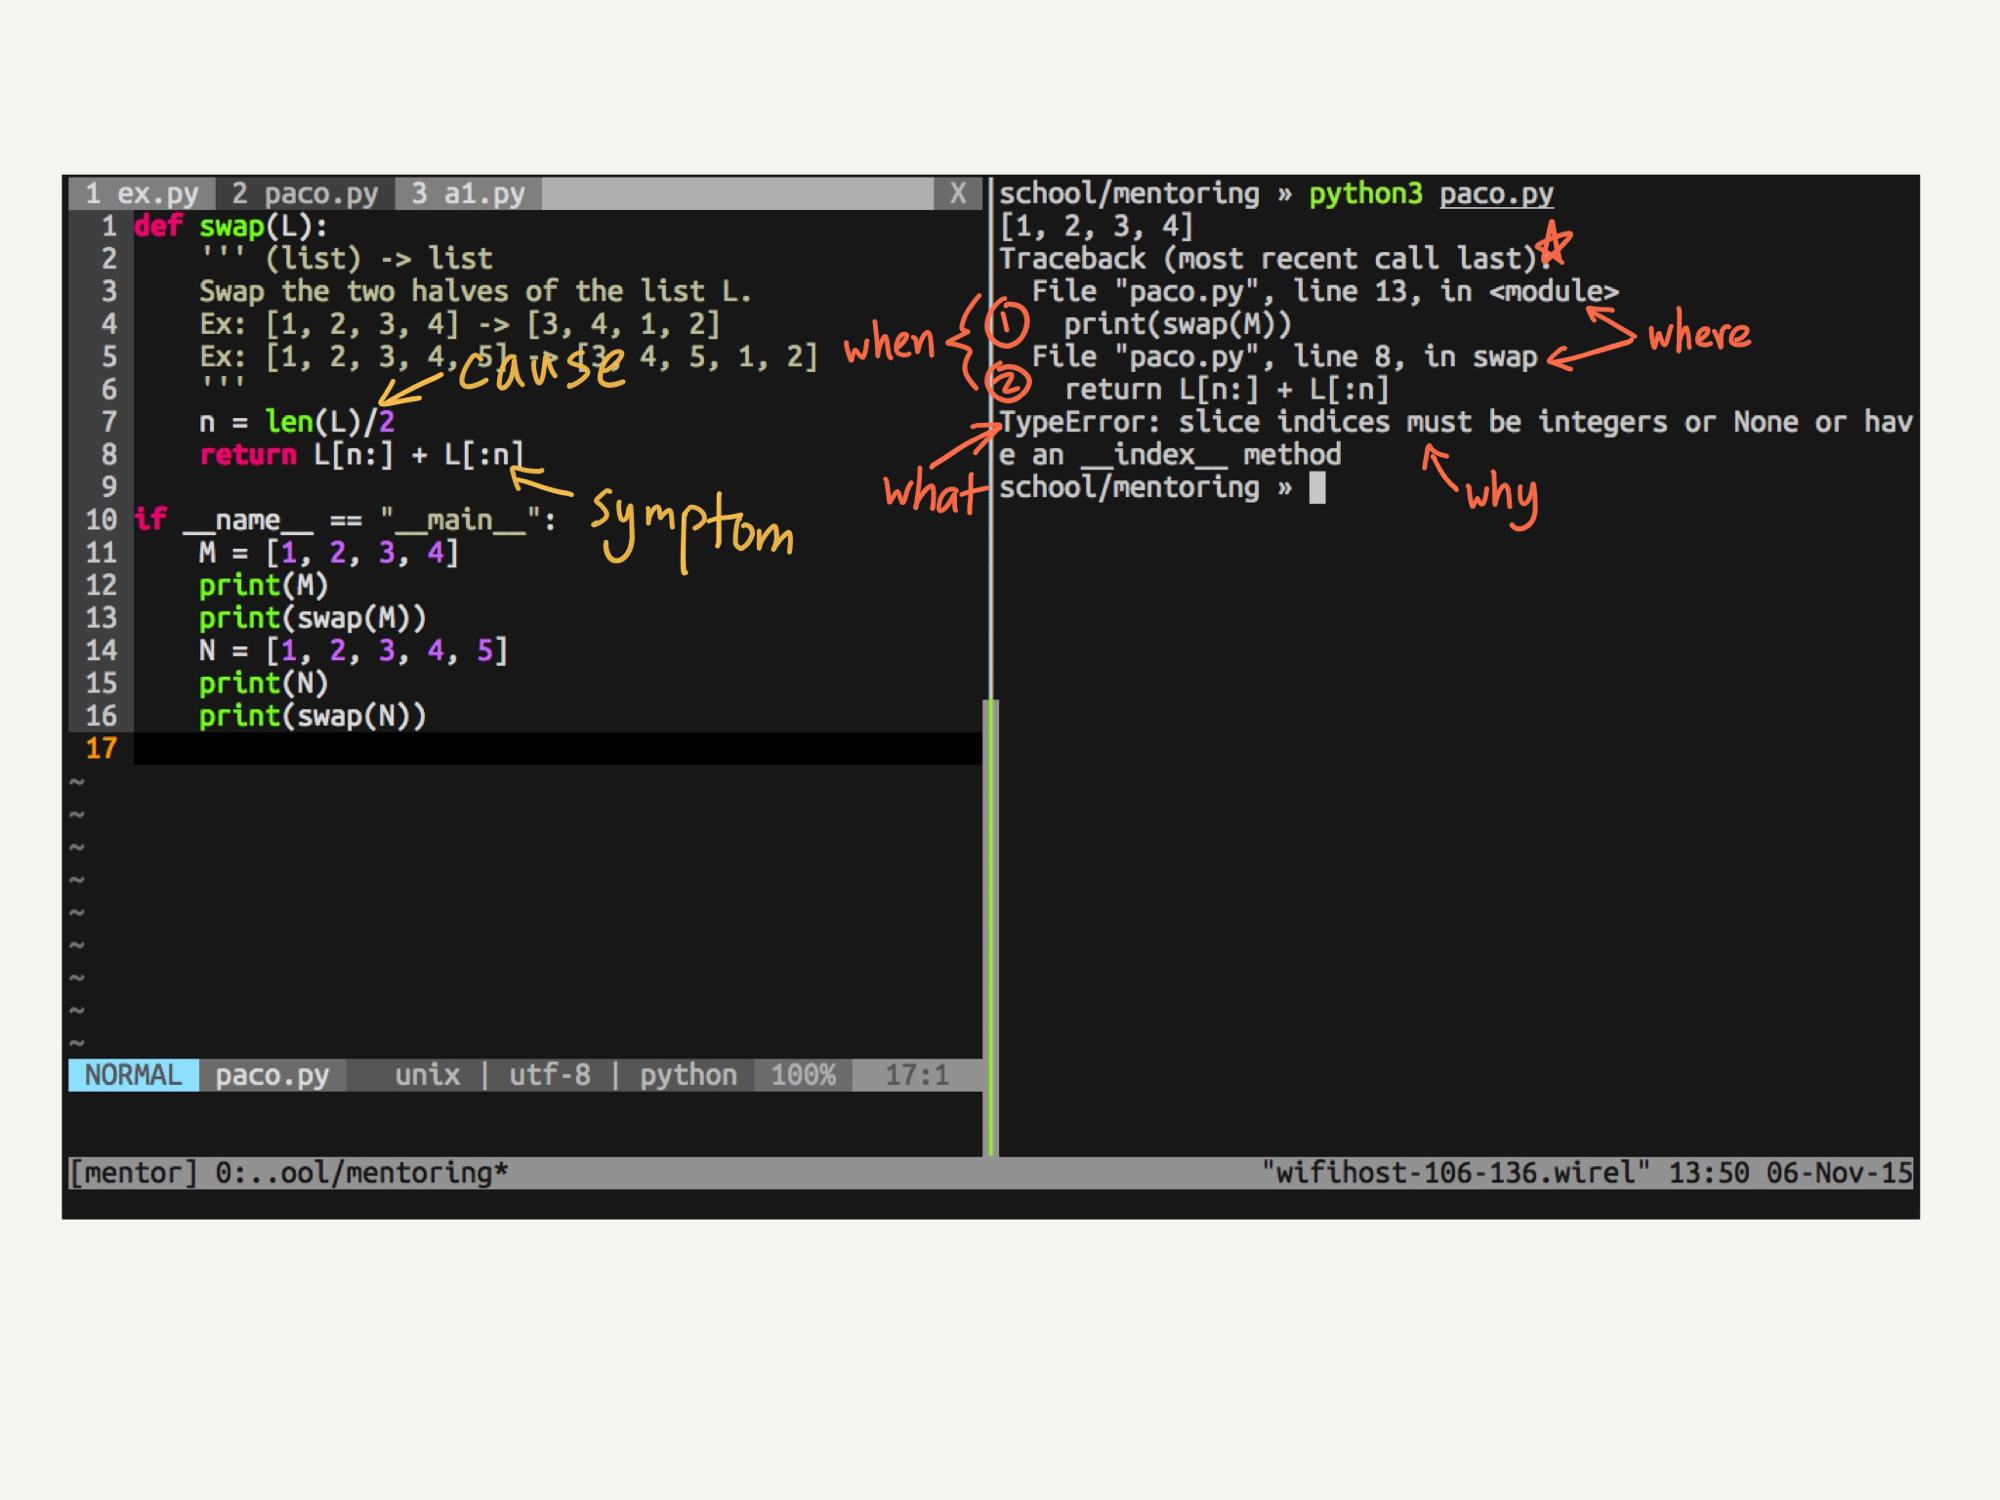 1 ex.py 2 paco.py 3 a1.py X
1 def swap(L):
2 ''' (list) -> list
3 Swap the two halves of the list L.
4 Ex: [1, 2, 3, 4] -> [3, 4, 1, 2]
5 Ex: [1, 2, 3, 4, 5] -> [3, 4, 5, 1, 2]
cause
6 '''
7 n = len(L)/2
8 return L[n:] + L[:n]
symptom
9
10 if __name__ == "__main__":
11 M = [1, 2, 3, 4]
12 print(M)
13 print(swap(M))
14 N = [1, 2, 3, 4, 5]
15 print(N)
16 print(swap(N))
17
~
~
~
~
~
~
~
~
~
NORMAL paco.py unix | utf-8 | python 100% 17:1
school/mentoring » python3 paco.py
[1, 2, 3, 4]
Traceback (most recent call last):
File "paco.py", line 13, in <module>
when 1 print(swap(M)) where
File "paco.py", line 8, in swap
2 return L[n:] + L[:n]
TypeError: slice indices must be integers or None or hav
e an __index__ method
what why
school/mentoring »
[mentor] 0:..ool/mentoring* "wifihost-106-136.wirel" 13:50 06-Nov-15